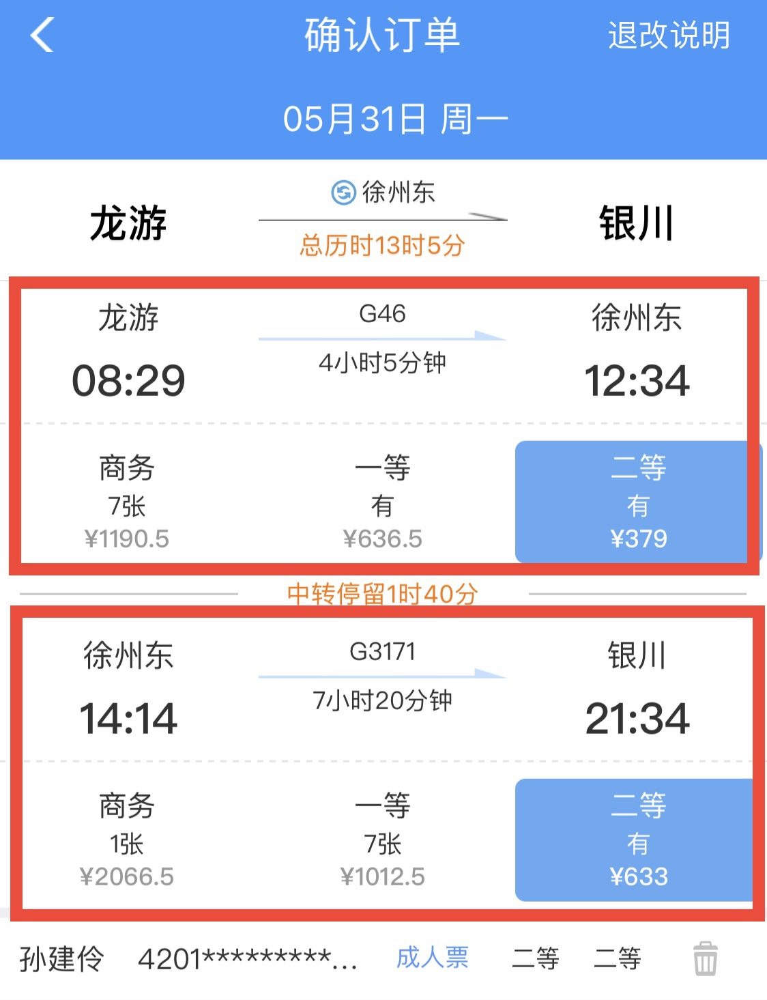 确认订单 退改说明
05月31日 周一
徐州东
龙游 银川
总历时13时5分
龙游 G46 徐州东
08:29 4小时5分钟 12:34
商务 一等 二等
7张 有 有
¥1190.5 ¥636.5 ¥379
中转停留1时40分
徐州东 G3171 银川
14:14 7小时20分钟 21:34
商务 一等 二等
1张 7张 有
¥2066.5 ¥1012.5 ¥633
孙建伶 4201*********... 成人票 二等 二等